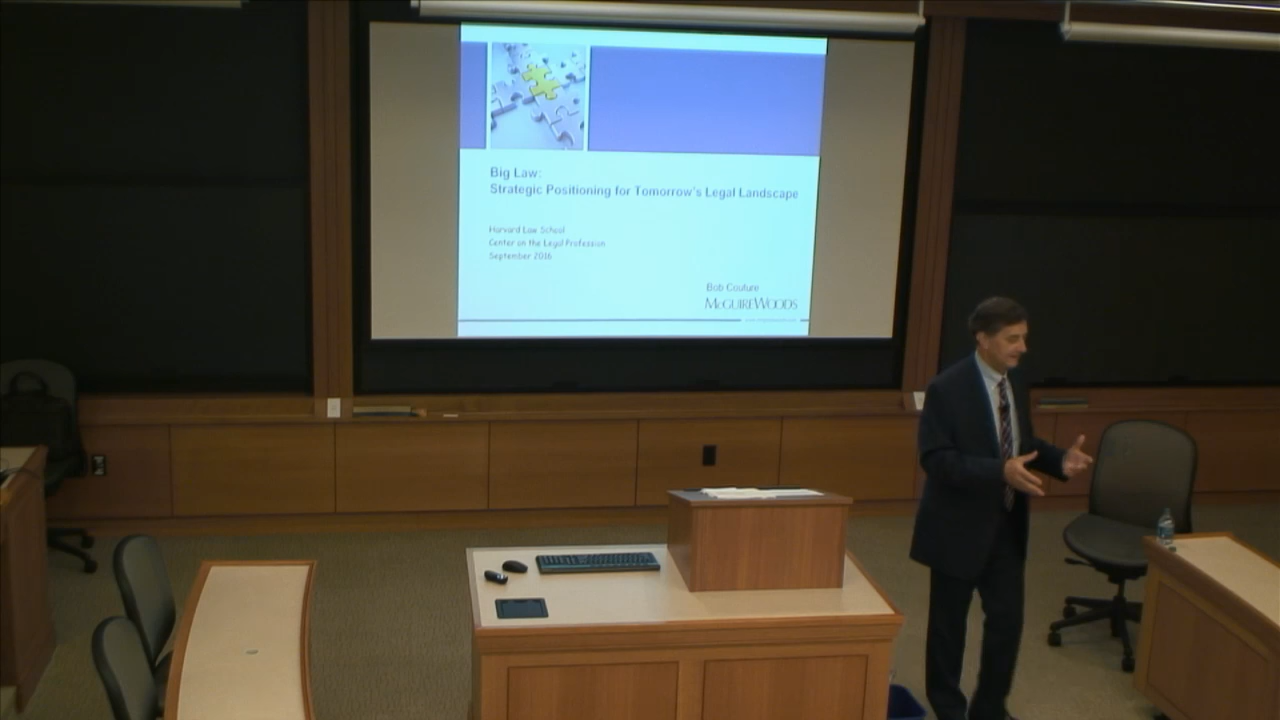 Big Law:
Strategic Positioning for Tomorrow's Legal Landscape
Harvard Law School
Center on the Legal Profession
September 2016
Bob Couture
McGUIREWOODS